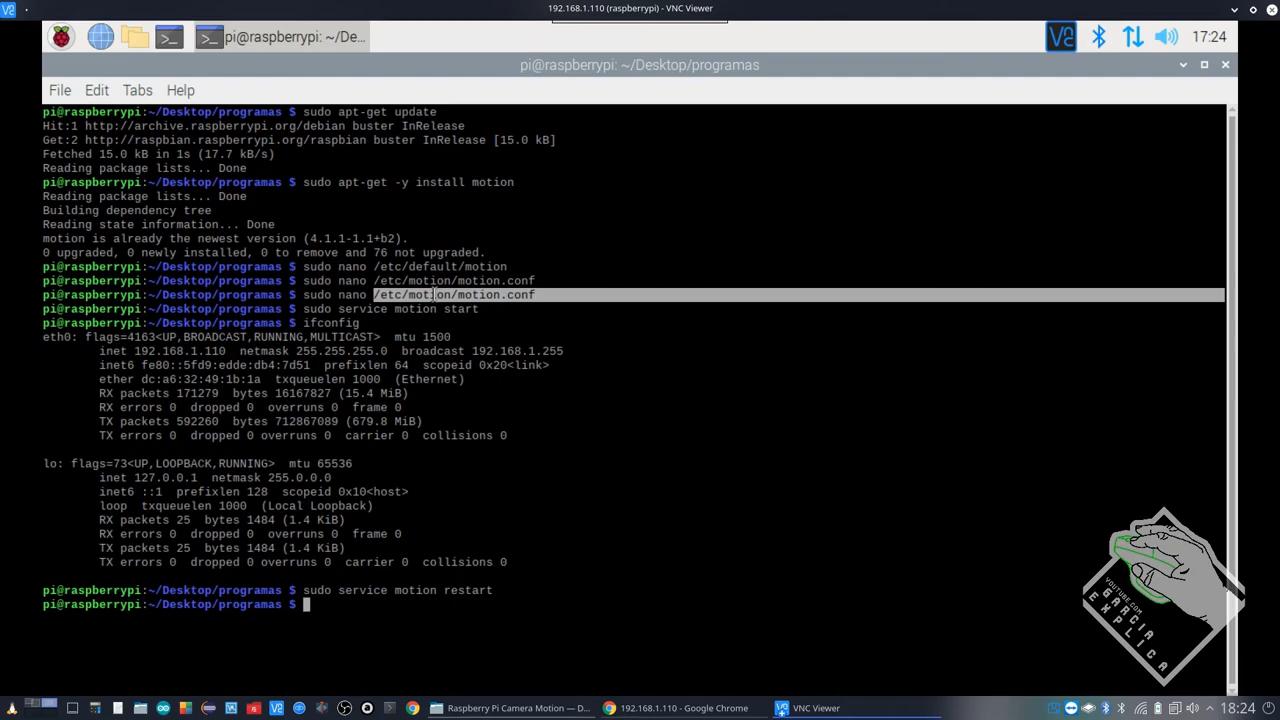 192.168.1.110 (raspberrypi) - VNC Viewer
pi@raspberrypi: ~/De...
17:24
pi@raspberrypi: ~/Desktop/programas
File Edit Tabs Help
pi@raspberrypi:~/Desktop/programas $ sudo apt-get update
Hit:1 http://archive.raspberrypi.org/debian buster InRelease
Get:2 http://raspbian.raspberrypi.org/raspbian buster InRelease [15.0 kB]
Fetched 15.0 kB in 1s (17.7 kB/s)
Reading package lists... Done
pi@raspberrypi:~/Desktop/programas $ sudo apt-get -y install motion
Reading package lists... Done
Building dependency tree
Reading state information... Done
motion is already the newest version (4.1.1-1.1+b2).
0 upgraded, 0 newly installed, 0 to remove and 76 not upgraded.
pi@raspberrypi:~/Desktop/programas $ sudo nano /etc/default/motion
pi@raspberrypi:~/Desktop/programas $ sudo nano /etc/motion/motion.conf
pi@raspberrypi:~/Desktop/programas $ sudo nano /etc/motion/motion.conf
pi@raspberrypi:~/Desktop/programas $ sudo service motion start
pi@raspberrypi:~/Desktop/programas $ ifconfig
eth0: flags=4163<UP,BROADCAST,RUNNING,MULTICAST>  mtu 1500
inet 192.168.1.110  netmask 255.255.255.0  broadcast 192.168.1.255
inet6 fe80::5fd9:edde:db4:7d51  prefixlen 64  scopeid 0x20<link>
ether dc:a6:32:49:1b:1a  txqueuelen 1000  (Ethernet)
RX packets 171279  bytes 16167827 (15.4 MiB)
RX errors 0  dropped 0  overruns 0  frame 0
TX packets 592260  bytes 712867089 (679.8 MiB)
TX errors 0  dropped 0 overruns 0  carrier 0  collisions 0
lo: flags=73<UP,LOOPBACK,RUNNING>  mtu 65536
inet 127.0.0.1  netmask 255.0.0.0
inet6 ::1  prefixlen 128  scopeid 0x10<host>
loop  txqueuelen 1000  (Local Loopback)
RX packets 25  bytes 1484 (1.4 KiB)
RX errors 0  dropped 0  overruns 0  frame 0
TX packets 25  bytes 1484 (1.4 KiB)
TX errors 0  dropped 0 overruns 0  carrier 0  collisions 0
pi@raspberrypi:~/Desktop/programas $ sudo service motion restart
pi@raspberrypi:~/Desktop/programas $
YOUTUBE.COM
GARCIA
EXPLICA
Raspberry Pi Camera Motion — D...
192.168.1.110 - Google Chrome
VNC Viewer
18:24